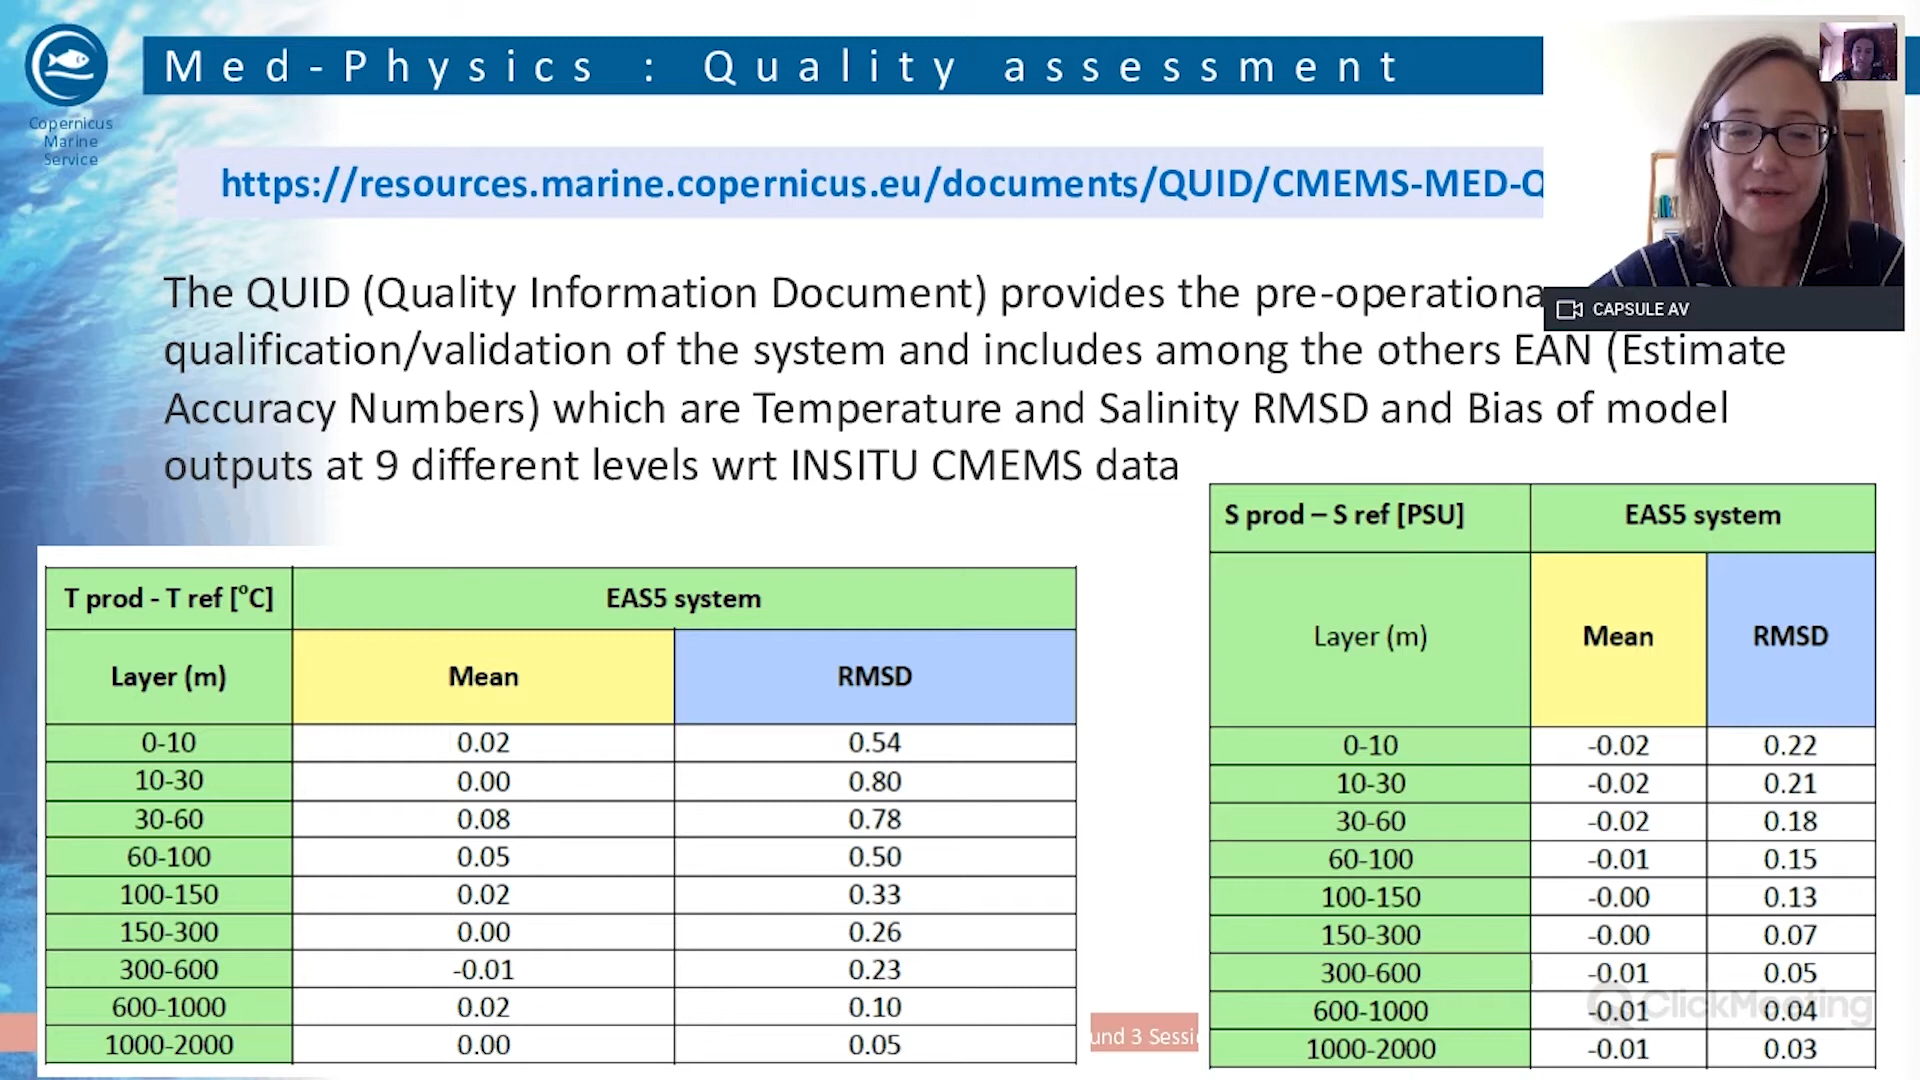 Med-Physics : Quality assessment
Copernicus
Marine
Service
https://resources.marine.copernicus.eu/documents/QUID/CMEMS-MED-Q
The QUID (Quality Information Document) provides the pre-operationa
CAPSULE AV
qualification/validation of the system and includes among the others EAN (Estimate
Accuracy Numbers) which are Temperature and Salinity RMSD and Bias of model
outputs at 9 different levels wrt INSITU CMEMS data
T prod - T ref [°C] EAS5 system
Layer (m) Mean RMSD
0-10 0.02 0.54
10-30 0.00 0.80
30-60 0.08 0.78
60-100 0.05 0.50
100-150 0.02 0.33
150-300 0.00 0.26
300-600 -0.01 0.23
600-1000 0.02 0.10
1000-2000 0.00 0.05
S prod – S ref [PSU] EAS5 system
Layer (m) Mean RMSD
0-10 -0.02 0.22
10-30 -0.02 0.21
30-60 -0.02 0.18
60-100 -0.01 0.15
100-150 -0.00 0.13
150-300 -0.00 0.07
300-600 -0.01 0.05
600-1000 -0.01 0.04
1000-2000 -0.01 0.03
ClickMeeting
und 3 Sessi